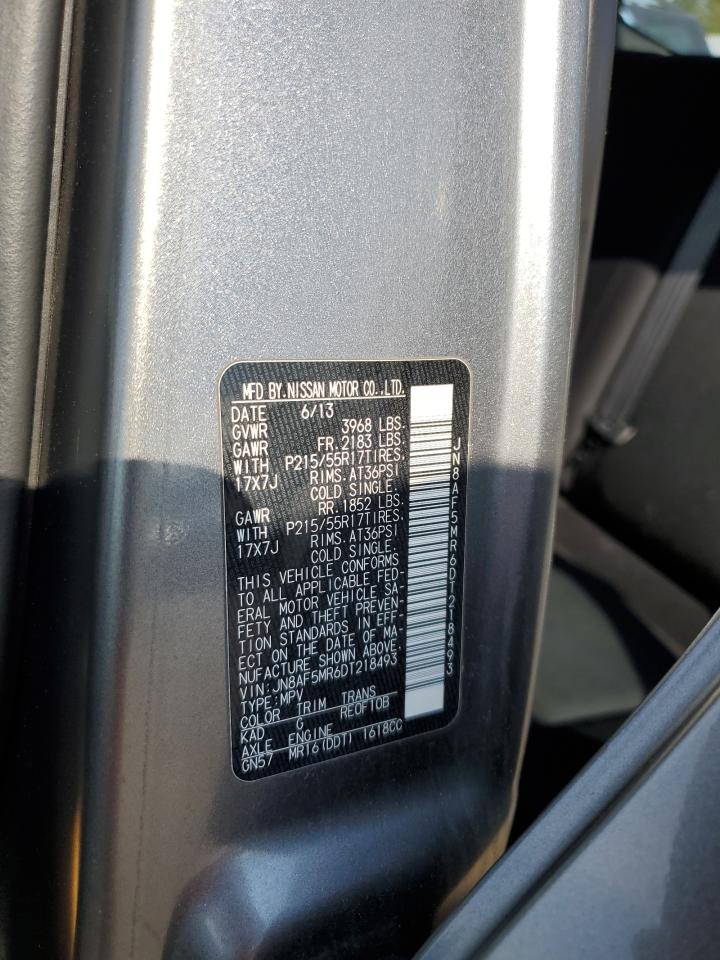 MFD BY.NISSAN MOTOR CO.,LTD.
DATE 6/13
GVWR 3968 LBS.
GAWR FR.2183 LBS.
WITH P215/55R17TIRES.
17X7J RIMS.AT36PSI
COLD SINGLE.
GAWR RR.1852 LBS.
WITH P215/55R17TIRES.
17X7J RIMS.AT36PSI
COLD SINGLE.
THIS VEHICLE CONFORMS
TO ALL APPLICABLE FED-
ERAL MOTOR VEHICLE SA-
FETY AND THEFT PREVEN-
TION STANDARDS IN EFF-
ECT ON THE DATE OF MA-
NUFACTURE SHOWN ABOVE.
VIN:JN8AF5MR6DT218493
TYPE:MPV
COLOR TRIM TRANS
KAD G RE0F10B
AXLE ENGINE
GN57 MR16(DDT) 1618CC
JN8AF5MR6DT218493